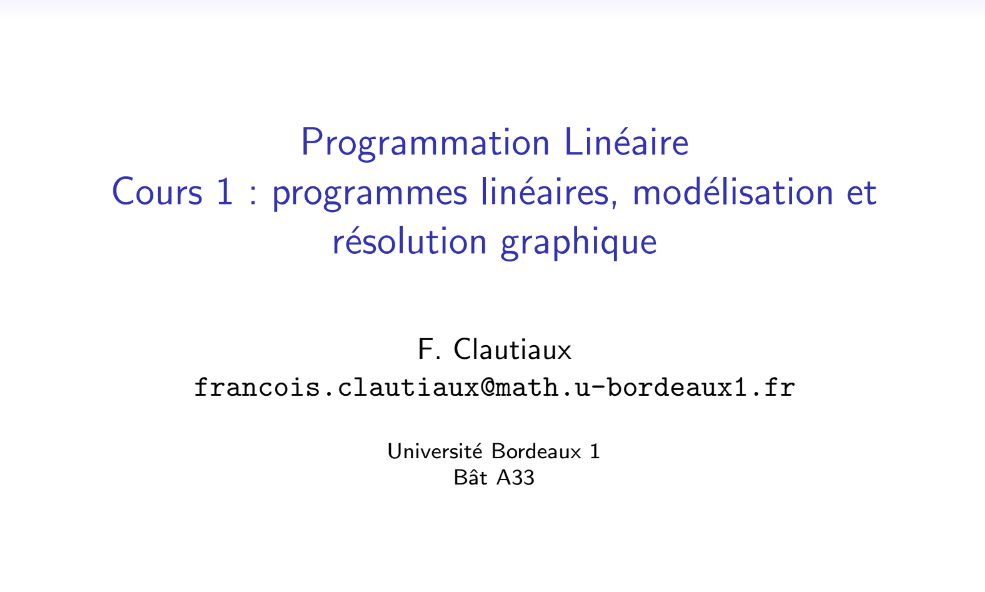 Programmation Linéaire
Cours 1 : programmes linéaires, modélisation et
résolution graphique
F. Clautiaux
francois.clautiaux@math.u-bordeaux1.fr
Université Bordeaux 1
Bât A33